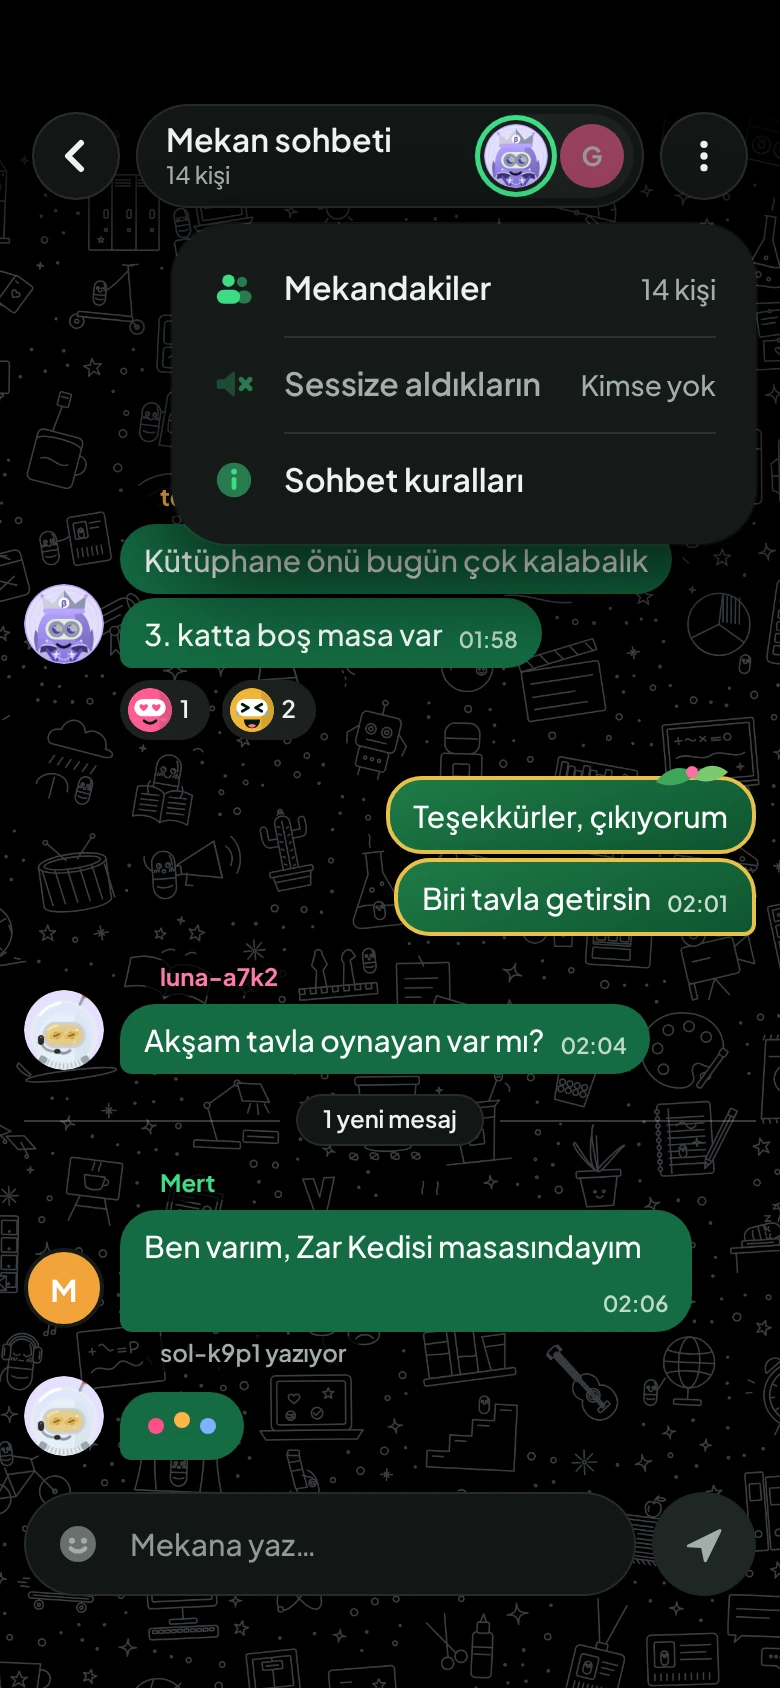 Mekan sohbeti
14 kişi
G
Mekandakiler
14 kişi
Sessize aldıkların
Kimse yok
Sohbet kuralları
Kütüphane önü bugün çok kalabalık
3. katta boş masa var 01:58
1
2
Teşekkürler, çıkıyorum
Biri tavla getirsin 02:01
luna-a7k2
Akşam tavla oynayan var mı? 02:04
1 yeni mesaj
Mert
Ben varım, Zar Kedisi masasındayım
M
02:06
sol-k9p1 yazıyor
Mekana yaz...